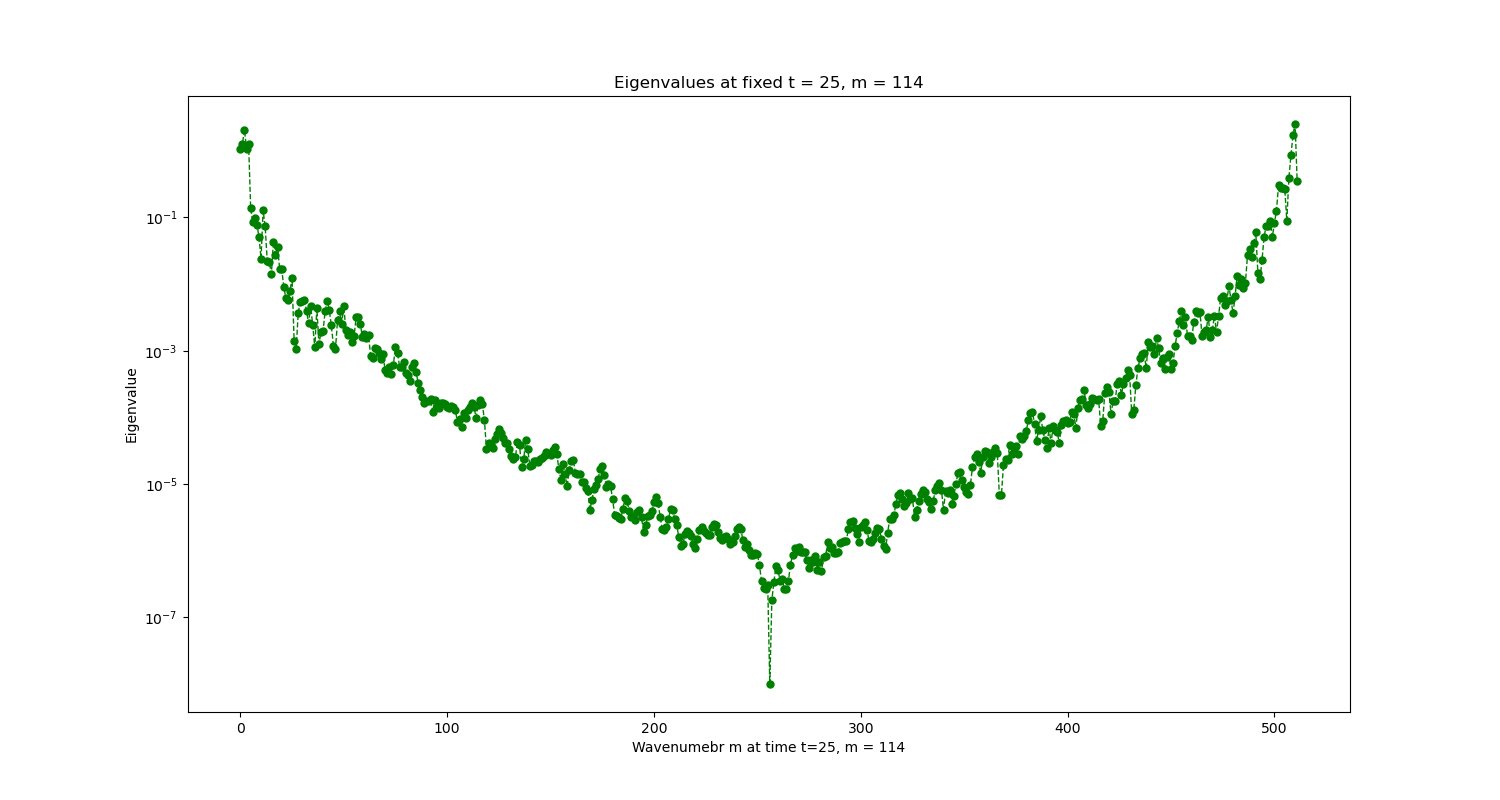 Eigenvalues at fixed t = 25, m = 114
10⁻¹
10⁻³
10⁻⁵
10⁻⁷
Eigenvalue
0 100 200 300 400 500
Wavenumebr m at time t=25, m = 114